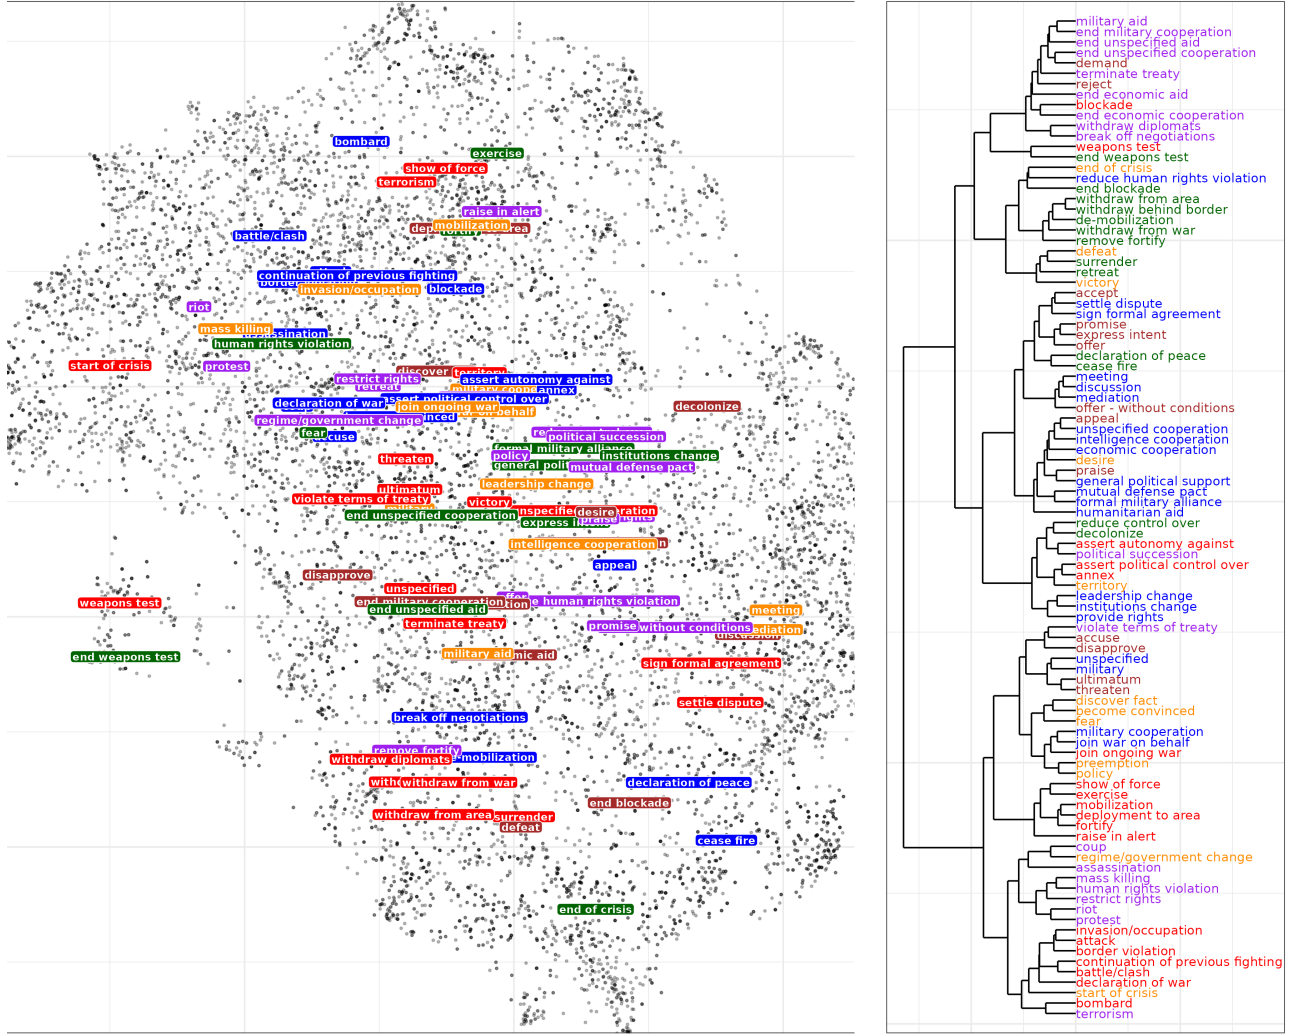 bombard
exercise
show of force
terrorism
raise in alert
mobilization
battle/clash
continuation of previous fighting
invasion/occupation
blockade
riot
mass killing
human rights violation
start of crisis
protest
discover
restrict rights
retreat
assert autonomy against
annex
assert political control over
declaration of war
join ongoing war
decolonize
regime/government change
fear
political succession
policy
institutions change
mutual defense pact
threaten
leadership change
ultimatum
violate terms of treaty
victory
desire
end unspecified cooperation
praise
intelligence cooperation
appeal
disapprove
unspecified
weapons test
end unspecified aid
human rights violation
meeting
terminate treaty
promise
without conditions
end weapons test
military aid
sign formal agreement
settle dispute
break off negotiations
remove fortify
withdraw diplomats
withdraw from war
declaration of peace
end blockade
withdraw from area
surrender
defeat
cease fire
end of crisis
military aid
end military cooperation
end unspecified aid
end unspecified cooperation
demand
terminate treaty
reject
end economic aid
blockade
end economic cooperation
withdraw diplomats
break off negotiations
weapons test
end weapons test
end of crisis
reduce human rights violation
end blockade
withdraw from area
withdraw behind border
de-mobilization
withdraw from war
remove fortify
defeat
surrender
retreat
victory
accept
settle dispute
sign formal agreement
promise
express intent
offer
declaration of peace
cease fire
meeting
discussion
mediation
offer - without conditions
appeal
unspecified cooperation
intelligence cooperation
economic cooperation
desire
praise
general political support
mutual defense pact
formal military alliance
humanitarian aid
reduce control over
decolonize
assert autonomy against
political succession
assert political control over
annex
territory
leadership change
institutions change
provide rights
violate terms of treaty
accuse
disapprove
unspecified
military
ultimatum
threaten
discover fact
become convinced
fear
military cooperation
join war on behalf
join ongoing war
preemption
policy
show of force
exercise
mobilization
deployment to area
fortify
raise in alert
coup
regime/government change
assassination
mass killing
human rights violation
restrict rights
riot
protest
invasion/occupation
attack
border violation
continuation of previous fighting
battle/clash
declaration of war
start of crisis
bombard
terrorism